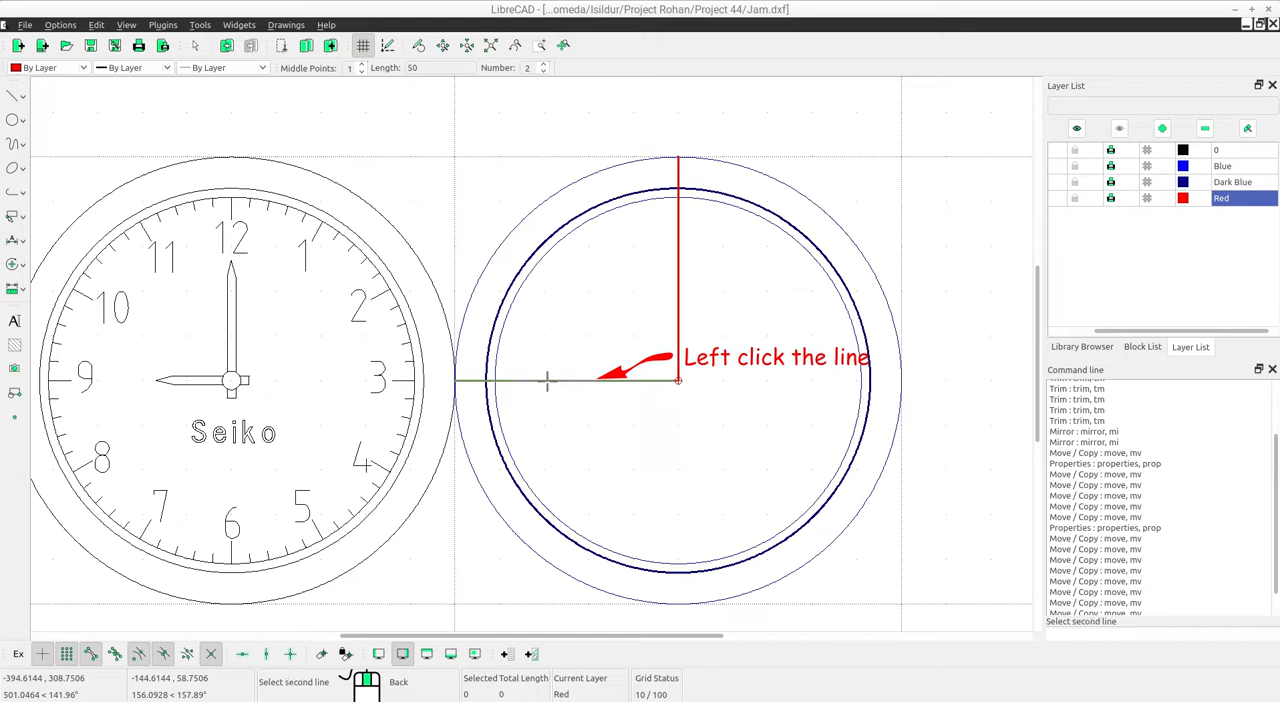 LibreCAD - [...omeda/Isildur/Project Rohan/Project 44/Jam.dxf]
File Options Edit View Plugins Tools Widgets Drawings Help
By Layer By Layer By Layer Middle Points: 1 Length: 50 Number: 2
Layer List
0
Blue
Dark Blue
Red
12
11 1
10 2
9 3
8 4
7 5
6
Seiko
Left click the line
Library Browser Block List Layer List
Command line
Trim : trim, tm
Trim : trim, tm
Trim : trim, tm
Trim : trim, tm
Mirror : mirror, mi
Mirror : mirror, mi
Move / Copy : move, mv
Properties : properties, prop
Move / Copy : move, mv
Move / Copy : move, mv
Move / Copy : move, mv
Move / Copy : move, mv
Move / Copy : move, mv
Properties : properties, prop
Move / Copy : move, mv
Move / Copy : move, mv
Move / Copy : move, mv
Move / Copy : move, mv
Move / Copy : move, mv
Move / Copy : move, mv
Move / Copy : move, mv
Move / Copy : move, mv
Select second line
Ex
-394.6144 , 308.7506 -144.6144 , 58.7506 Select second line Back Selected Total Length Current Layer Grid Status
501.0464 < 141.96° 156.0928 < 157.89° 0 0 Red 10 / 100